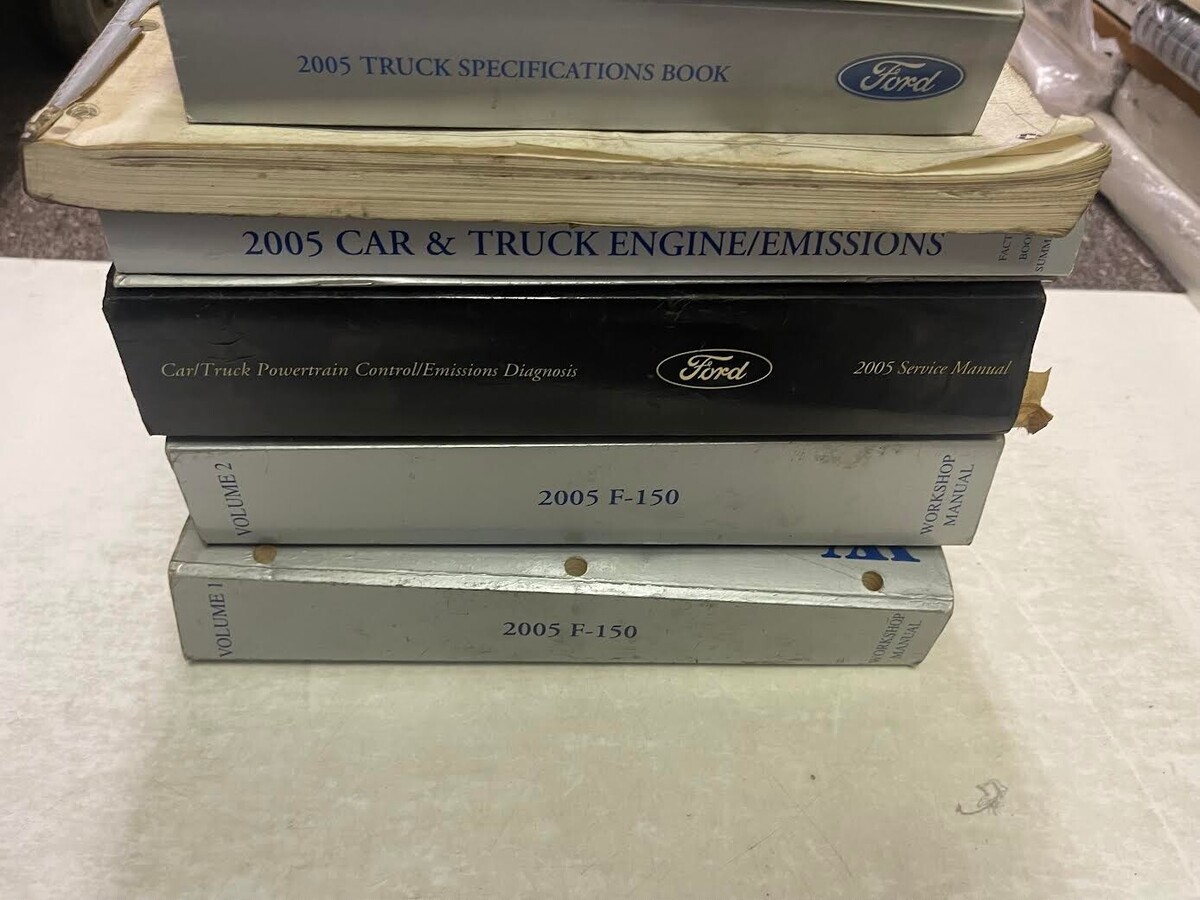 2005 TRUCK SPECIFICATIONS BOOK
Ford
2005 CAR & TRUCK ENGINE/EMISSIONS
Car/Truck Powertrain Control/Emissions Diagnosis
Ford
2005 Service Manual
VOLUME 2
2005 F-150
WORKSHOP
MANUAL
VOLUME 1
2005 F-150
WORKSHOP
MANUAL